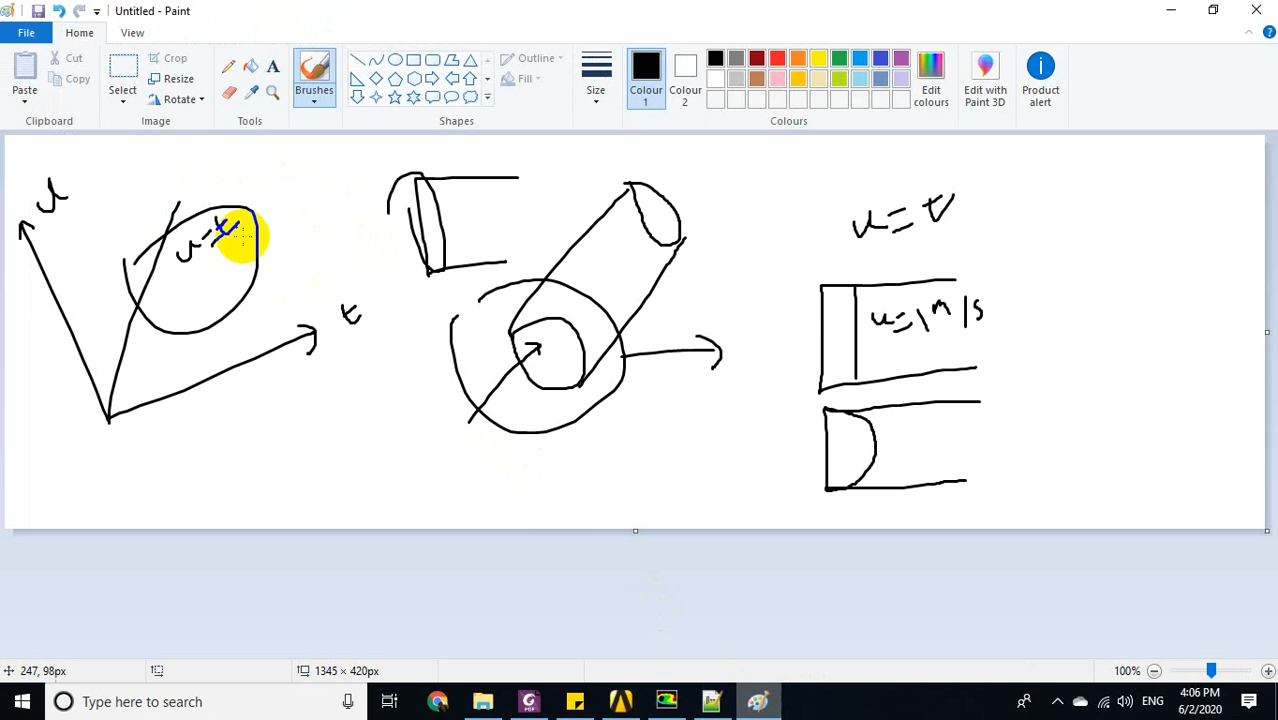 Untitled - Paint
File
Home
View
Paste
Cut
Copy
Clipboard
Select
Crop
Resize
Rotate
Image
Tools
Brushes
Outline
Fill
Shapes
Size
Colour 1
Colour 2
Edit colours
Colours
Edit with Paint 3D
Product alert
u
u=t
t
u=t
u=1m/s
247, 98px
1345 × 420px
100%
Type here to search
ENG
4:06 PM
6/2/2020